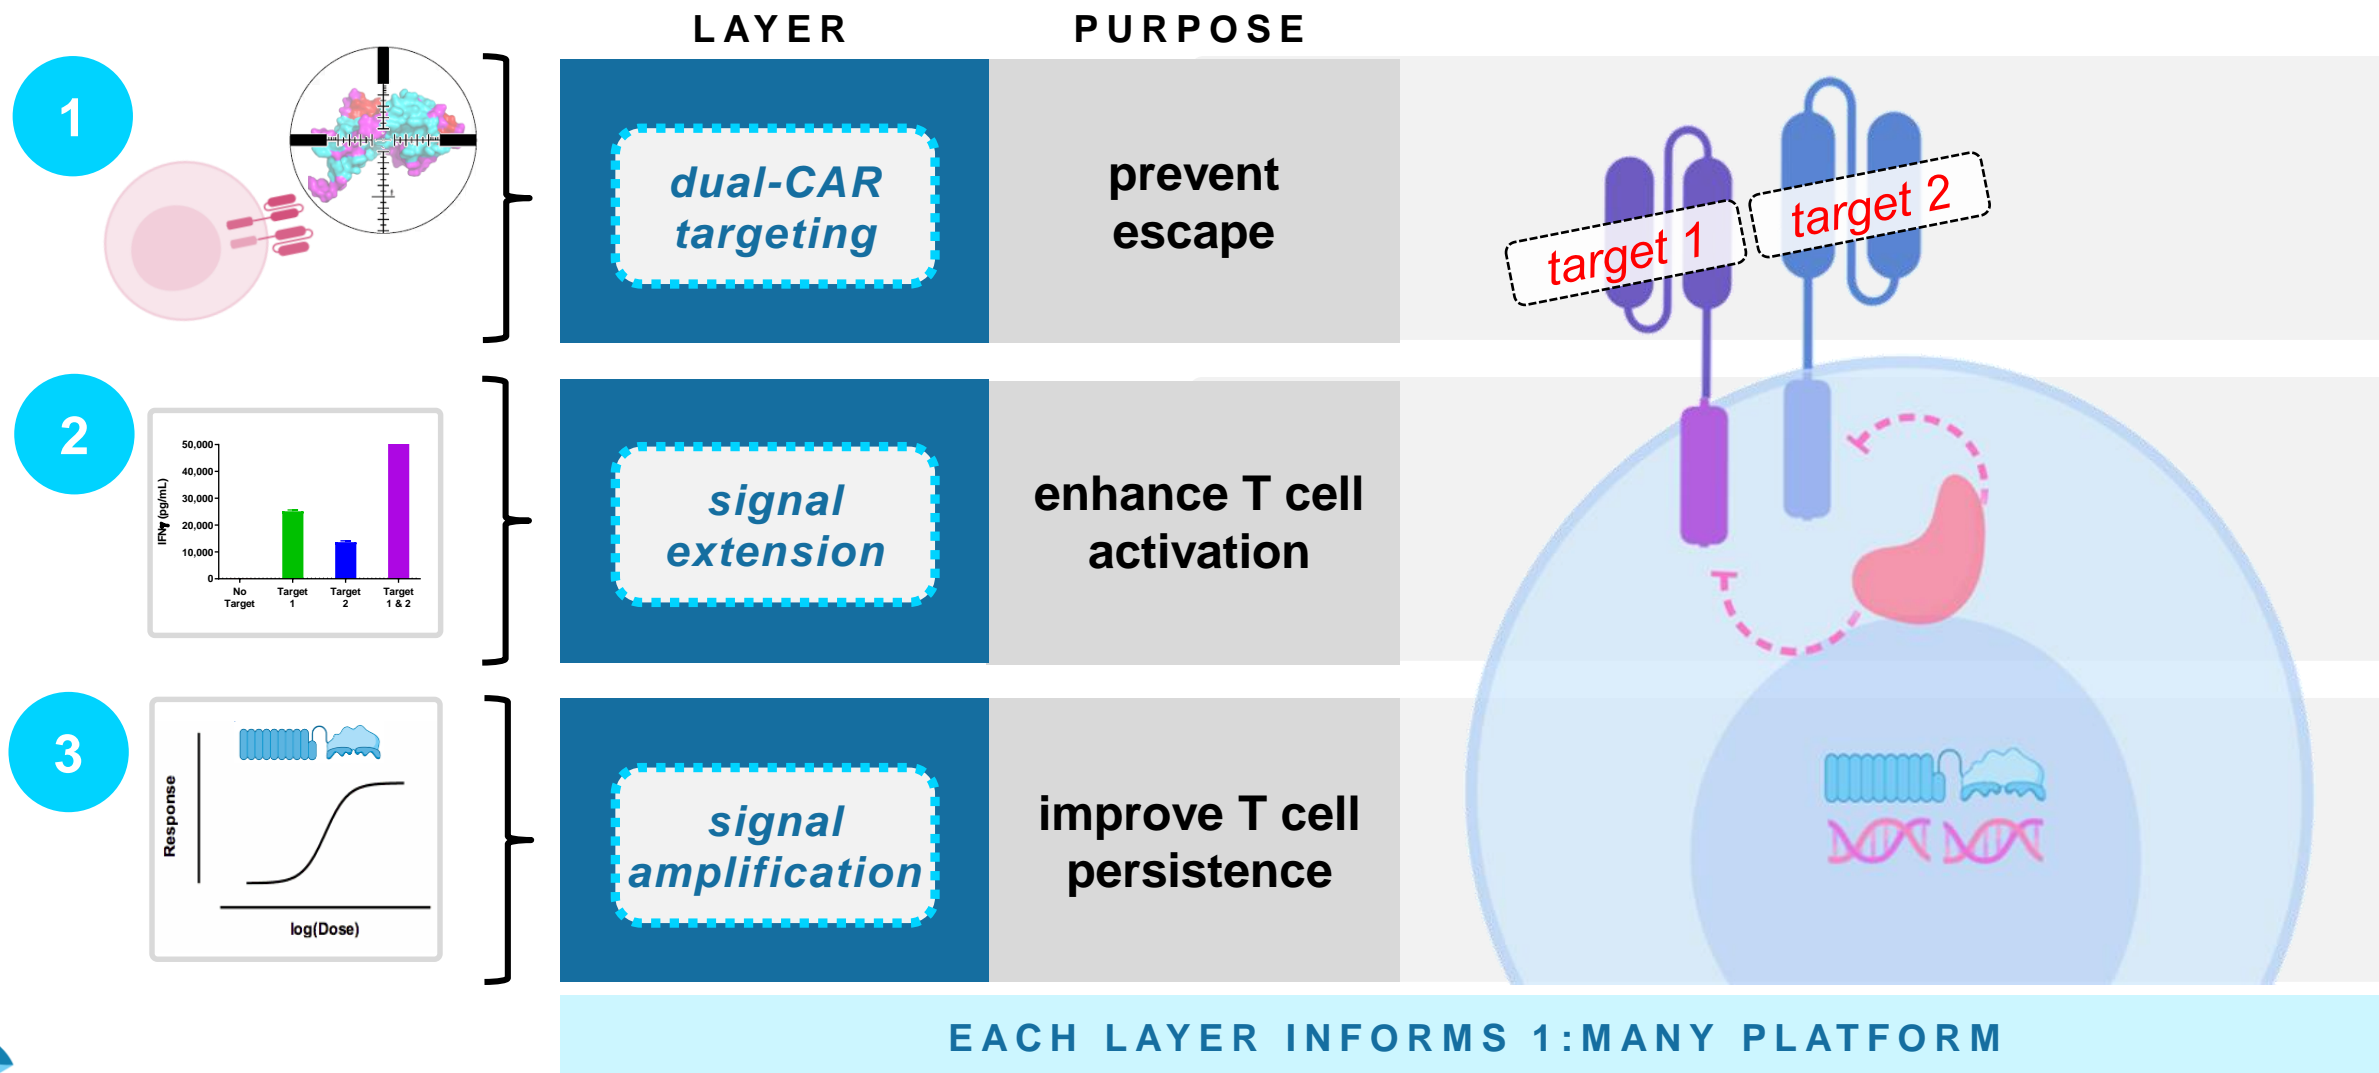 LAYER
PURPOSE
1
dual-CAR
targeting
prevent
escape
target 1
target 2
2
50,000
40,000
30,000
20,000
10,000
0
IFNγ (pg/mL)
No
Target
Target
1
Target
2
Target
1 & 2
signal
extension
enhance T cell
activation
3
Response
log(Dose)
signal
amplification
improve T cell
persistence
EACH LAYER INFORMS 1:MANY PLATFORM